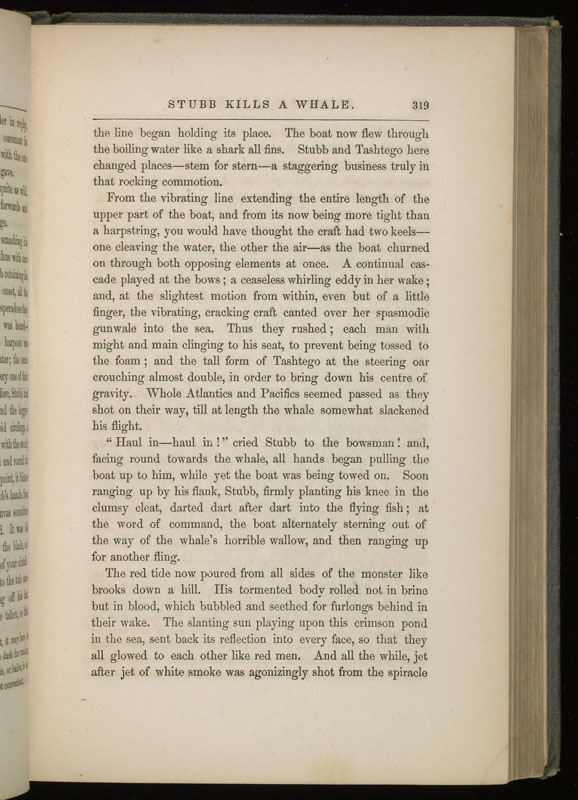 STUBB KILLS A WHALE. 319
the line began holding its place. The boat now flew through
the boiling water like a shark all fins. Stubb and Tashtego here
changed places—stem for stern—a staggering business truly in
that rocking commotion.
From the vibrating line extending the entire length of the
upper part of the boat, and from its now being more tight than
a harpstring, you would have thought the craft had two keels—
one cleaving the water, the other the air—as the boat churned
on through both opposing elements at once. A continual cas-
cade played at the bows; a ceaseless whirling eddy in her wake;
and, at the slightest motion from within, even but of a little
finger, the vibrating, cracking craft canted over her spasmodic
gunwale into the sea. Thus they rushed; each man with
might and main clinging to his seat, to prevent being tossed to
the foam; and the tall form of Tashtego at the steering oar
crouching almost double, in order to bring down his centre of
gravity. Whole Atlantics and Pacifics seemed passed as they
shot on their way, till at length the whale somewhat slackened
his flight.
"Haul in—haul in!" cried Stubb to the bowsman! and,
facing round towards the whale, all hands began pulling the
boat up to him, while yet the boat was being towed on. Soon
ranging up by his flank, Stubb, firmly planting his knee in the
clumsy cleat, darted dart after dart into the flying fish; at
the word of command, the boat alternately sterning out of
the way of the whale's horrible wallow, and then ranging up
for another fling.
The red tide now poured from all sides of the monster like
brooks down a hill. His tormented body rolled not in brine
but in blood, which bubbled and seethed for furlongs behind in
their wake. The slanting sun playing upon this crimson pond
in the sea, sent back its reflection into every face, so that they
all glowed to each other like red men. And all the while, jet
after jet of white smoke was agonizingly shot from the spiracle